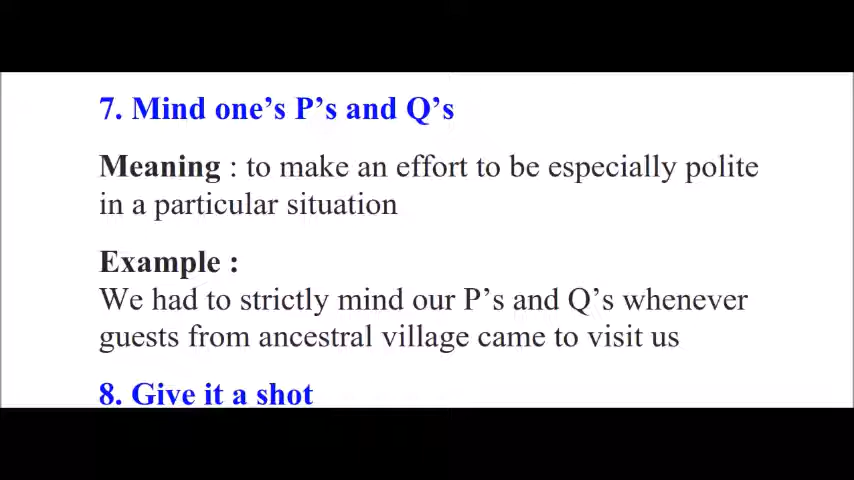 7. Mind one’s P’s and Q’s
Meaning : to make an effort to be especially polite
in a particular situation
Example :
We had to strictly mind our P’s and Q’s whenever
guests from ancestral village came to visit us
8. Give it a shot